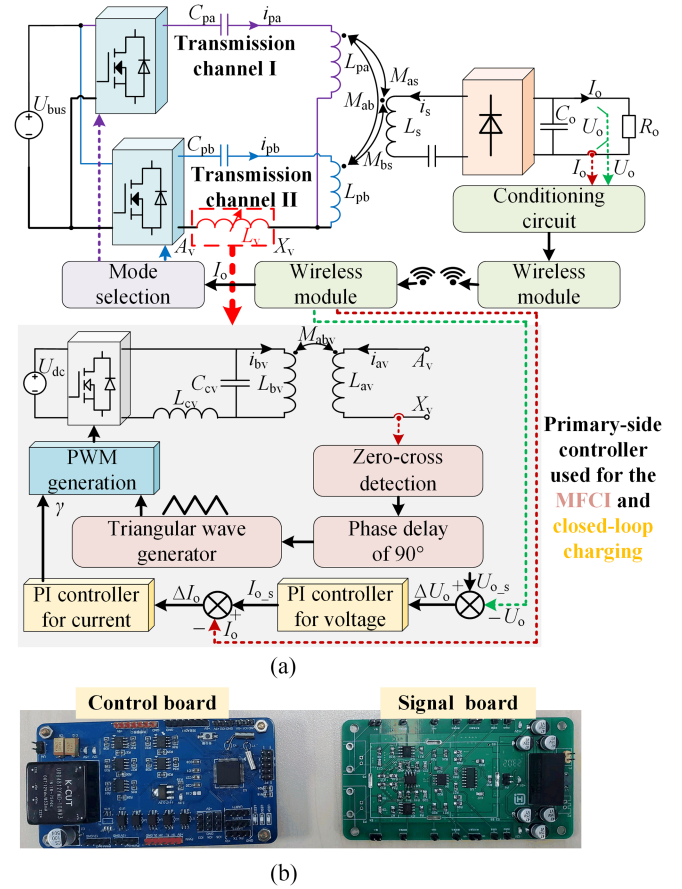 C_pa
i_pa
Transmission
channel I
L_pa
M_as
M_ab
i_s
L_s
M_bs
U_bus
I_o
C_o
U_o
R_o
I_o
U_o
C_pb
i_pb
Transmission
channel II
L_pb
A_v
L_v
X_v
Conditioning
circuit
Mode
selection
I_o
Wireless
module
Wireless
module
U_dc
C_cv
L_cv
i_bv
L_bv
M_abv
i_av
L_av
A_v
X_v
PWM
generation
γ
Zero-cross
detection
Triangular wave
generator
Phase delay
of 90°
Primary-side
controller
used for the
MFCI and
closed-loop
charging
PI controller
for current
ΔI_o
I_o_s
+
−
I_o
PI controller
for voltage
ΔU_o
+
U_o_s
−U_o
(a)
Control board
Signal board
K-CUT
(b)